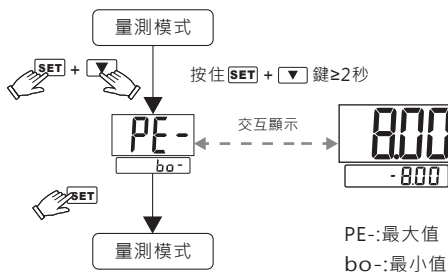 量測模式
SET + ▼ 按住 SET + ▼ 鍵≥2秒
PE- 交互顯示 8.00
bo- -8.00
SET
PE-:最大值
量測模式 bo-:最小值